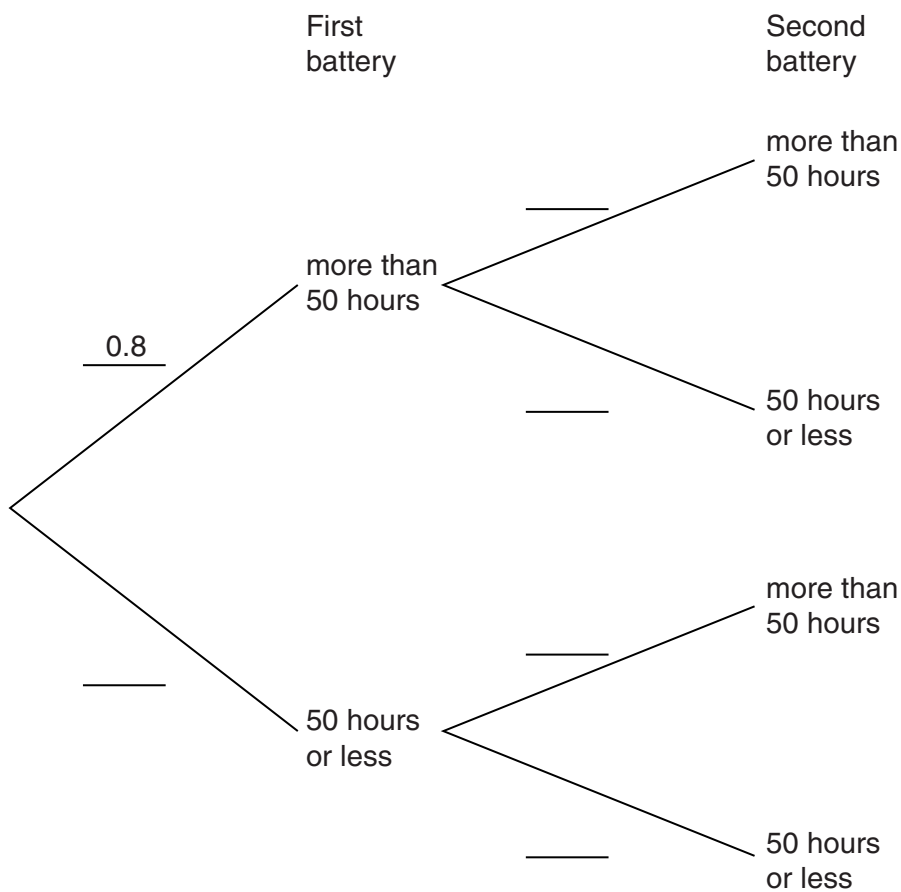 First
battery
Second
battery
more than
50 hours
more than
50 hours
0.8
50 hours
or less
more than
50 hours
50 hours
or less
50 hours
or less